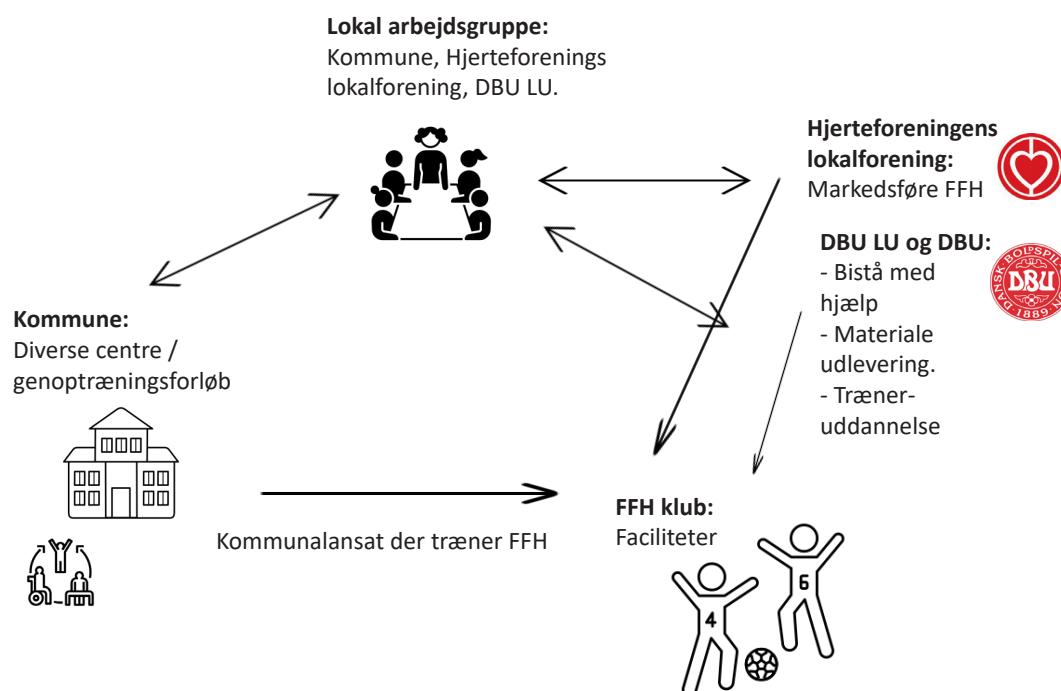 Lokal arbejdsgruppe:
Kommune, Hjerteforenings
lokalforening, DBU LU.
Hjerteforeningens
lokalforening:
Markedsføre FFH
DBU LU og DBU:
- Bistå med
hjælp
- Materiale
udlevering.
- Træner-
uddannelse
DANSK·BOLDSPIL-UNION
DBU
·1889·
Kommune:
Diverse centre /
genoptræningsforløb
Kommunalansat der træner FFH
FFH klub:
Faciliteter
4
6